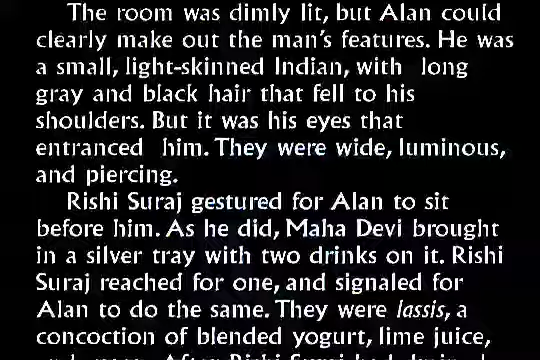 The room was dimly lit, but Alan could
clearly make out the man's features. He was
a small, light-skinned Indian, with long
gray and black hair that fell to his
shoulders. But it was his eyes that
entranced him. They were wide, luminous,
and piercing.
Rishi Suraj gestured for Alan to sit
before him. As he did, Maha Devi brought
in a silver tray with two drinks on it. Rishi
Suraj reached for one, and signaled for
Alan to do the same. They were lassis, a
concoction of blended yogurt, lime juice,